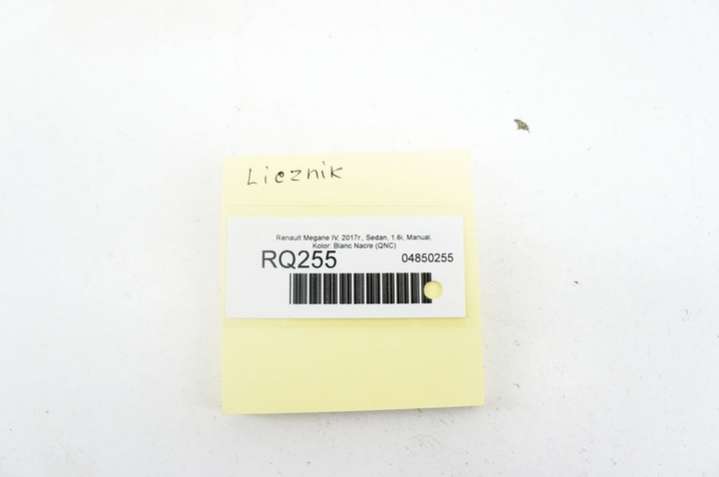 Licznik
Renault Megane IV, 2017r., Sedan, 1.6i, Manual,
Kolor: Blanc Nacre (QNC)
RQ255 04850255